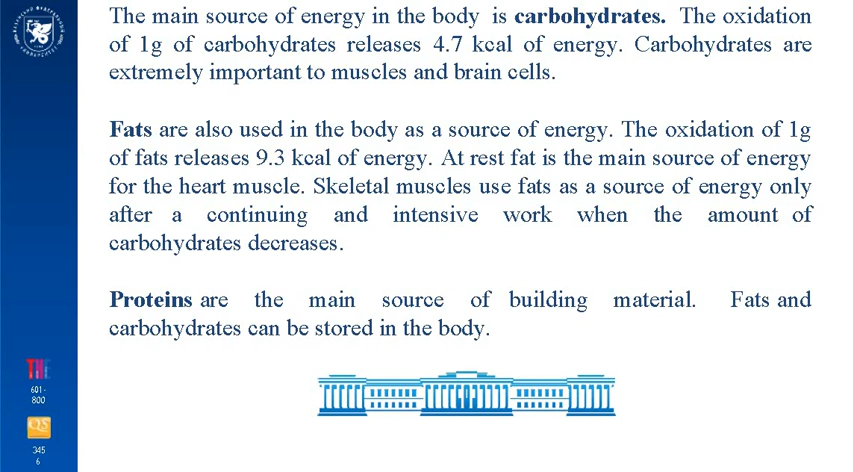 The main source of energy in the body is carbohydrates. The oxidation
of 1g of carbohydrates releases 4.7 kcal of energy. Carbohydrates are
extremely important to muscles and brain cells.
Fats are also used in the body as a source of energy. The oxidation of 1g
of fats releases 9.3 kcal of energy. At rest fat is the main source of energy
for the heart muscle. Skeletal muscles use fats as a source of energy only
after a continuing and intensive work when the amount of
carbohydrates decreases.
Proteins are the main source of building material. Fats and
carbohydrates can be stored in the body.
THE
601-
800
QS
345
6